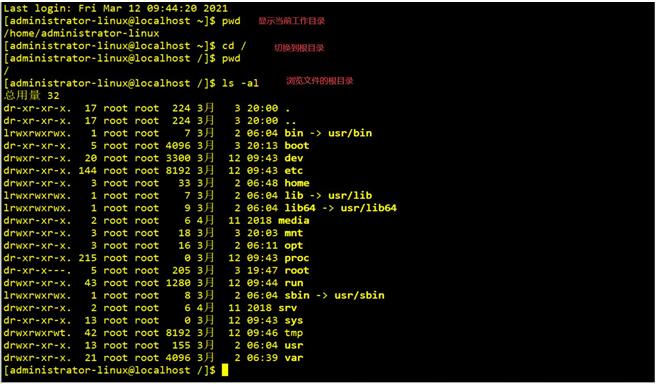 Last login: Fri Mar 12 09:44:20 2021
[administrator-linux@localhost ~]$ pwd 显示当前工作目录
/home/administrator-linux
[administrator-linux@localhost ~]$ cd / 切换到根目录
[administrator-linux@localhost /]$ pwd
/
[administrator-linux@localhost /]$ ls -al 浏览文件的根目录
总用量 32
dr-xr-xr-x. 17 root root 224 3月 3 20:00 .
dr-xr-xr-x. 17 root root 224 3月 3 20:00 ..
lrwxrwxrwx. 1 root root 7 3月 2 06:04 bin -> usr/bin
dr-xr-xr-x. 5 root root 4096 3月 3 20:13 boot
drwxr-xr-x. 20 root root 3300 3月 12 09:43 dev
drwxr-xr-x. 144 root root 8192 3月 12 09:43 etc
drwxr-xr-x. 3 root root 33 3月 2 06:48 home
lrwxrwxrwx. 1 root root 7 3月 2 06:04 lib -> usr/lib
lrwxrwxrwx. 1 root root 9 3月 2 06:04 lib64 -> usr/lib64
drwxr-xr-x. 2 root root 6 4月 11 2018 media
drwxr-xr-x. 3 root root 18 3月 3 20:03 mnt
drwxr-xr-x. 3 root root 16 3月 2 06:11 opt
dr-xr-xr-x. 215 root root 0 3月 12 09:43 proc
dr-xr-x---. 5 root root 205 3月 3 19:47 root
drwxr-xr-x. 43 root root 1280 3月 12 09:44 run
lrwxrwxrwx. 1 root root 8 3月 2 06:04 sbin -> usr/sbin
drwxr-xr-x. 2 root root 6 4月 11 2018 srv
dr-xr-xr-x. 13 root root 0 3月 12 09:43 sys
drwxrwxrwt. 42 root root 8192 3月 12 09:46 tmp
drwxr-xr-x. 13 root root 155 3月 2 06:04 usr
drwxr-xr-x. 21 root root 4096 3月 2 06:39 var
[administrator-linux@localhost /]$